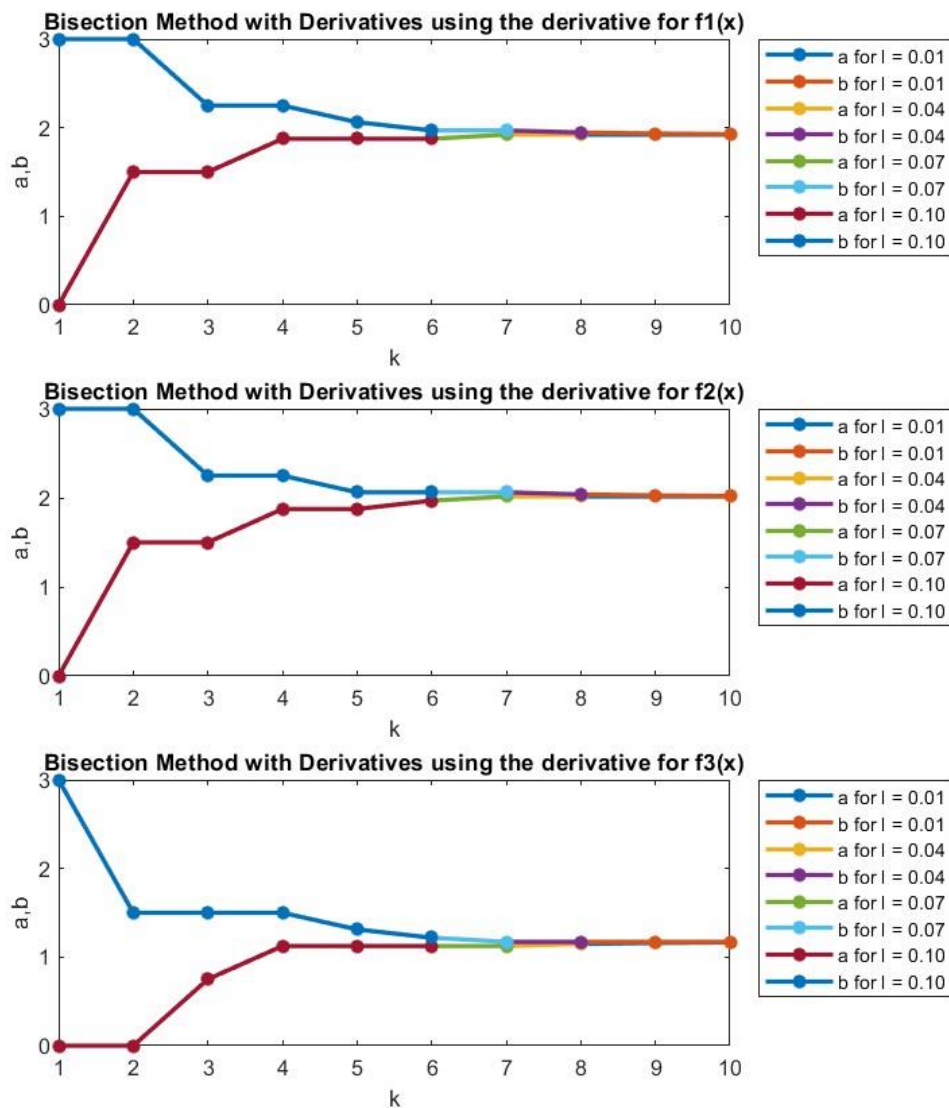 Bisection Method with Derivatives using the derivative for f1(x)
3
2
1
0
a,b
1 2 3 4 5 6 7 8 9 10
k
a for l = 0.01
b for l = 0.01
a for l = 0.04
b for l = 0.04
a for l = 0.07
b for l = 0.07
a for l = 0.10
b for l = 0.10
Bisection Method with Derivatives using the derivative for f2(x)
3
2
1
0
a,b
1 2 3 4 5 6 7 8 9 10
k
a for l = 0.01
b for l = 0.01
a for l = 0.04
b for l = 0.04
a for l = 0.07
b for l = 0.07
a for l = 0.10
b for l = 0.10
Bisection Method with Derivatives using the derivative for f3(x)
3
2
1
0
a,b
1 2 3 4 5 6 7 8 9 10
k
a for l = 0.01
b for l = 0.01
a for l = 0.04
b for l = 0.04
a for l = 0.07
b for l = 0.07
a for l = 0.10
b for l = 0.10